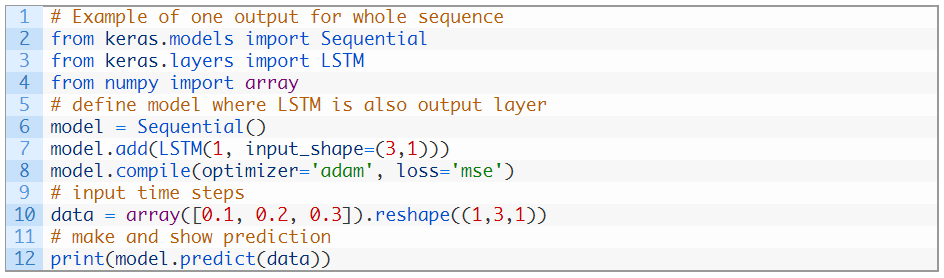 1 # Example of one output for whole sequence
2 from keras.models import Sequential
3 from keras.layers import LSTM
4 from numpy import array
5 # define model where LSTM is also output layer
6 model = Sequential()
7 model.add(LSTM(1, input_shape=(3,1)))
8 model.compile(optimizer='adam', loss='mse')
9 # input time steps
10 data = array([0.1, 0.2, 0.3]).reshape((1,3,1))
11 # make and show prediction
12 print(model.predict(data))